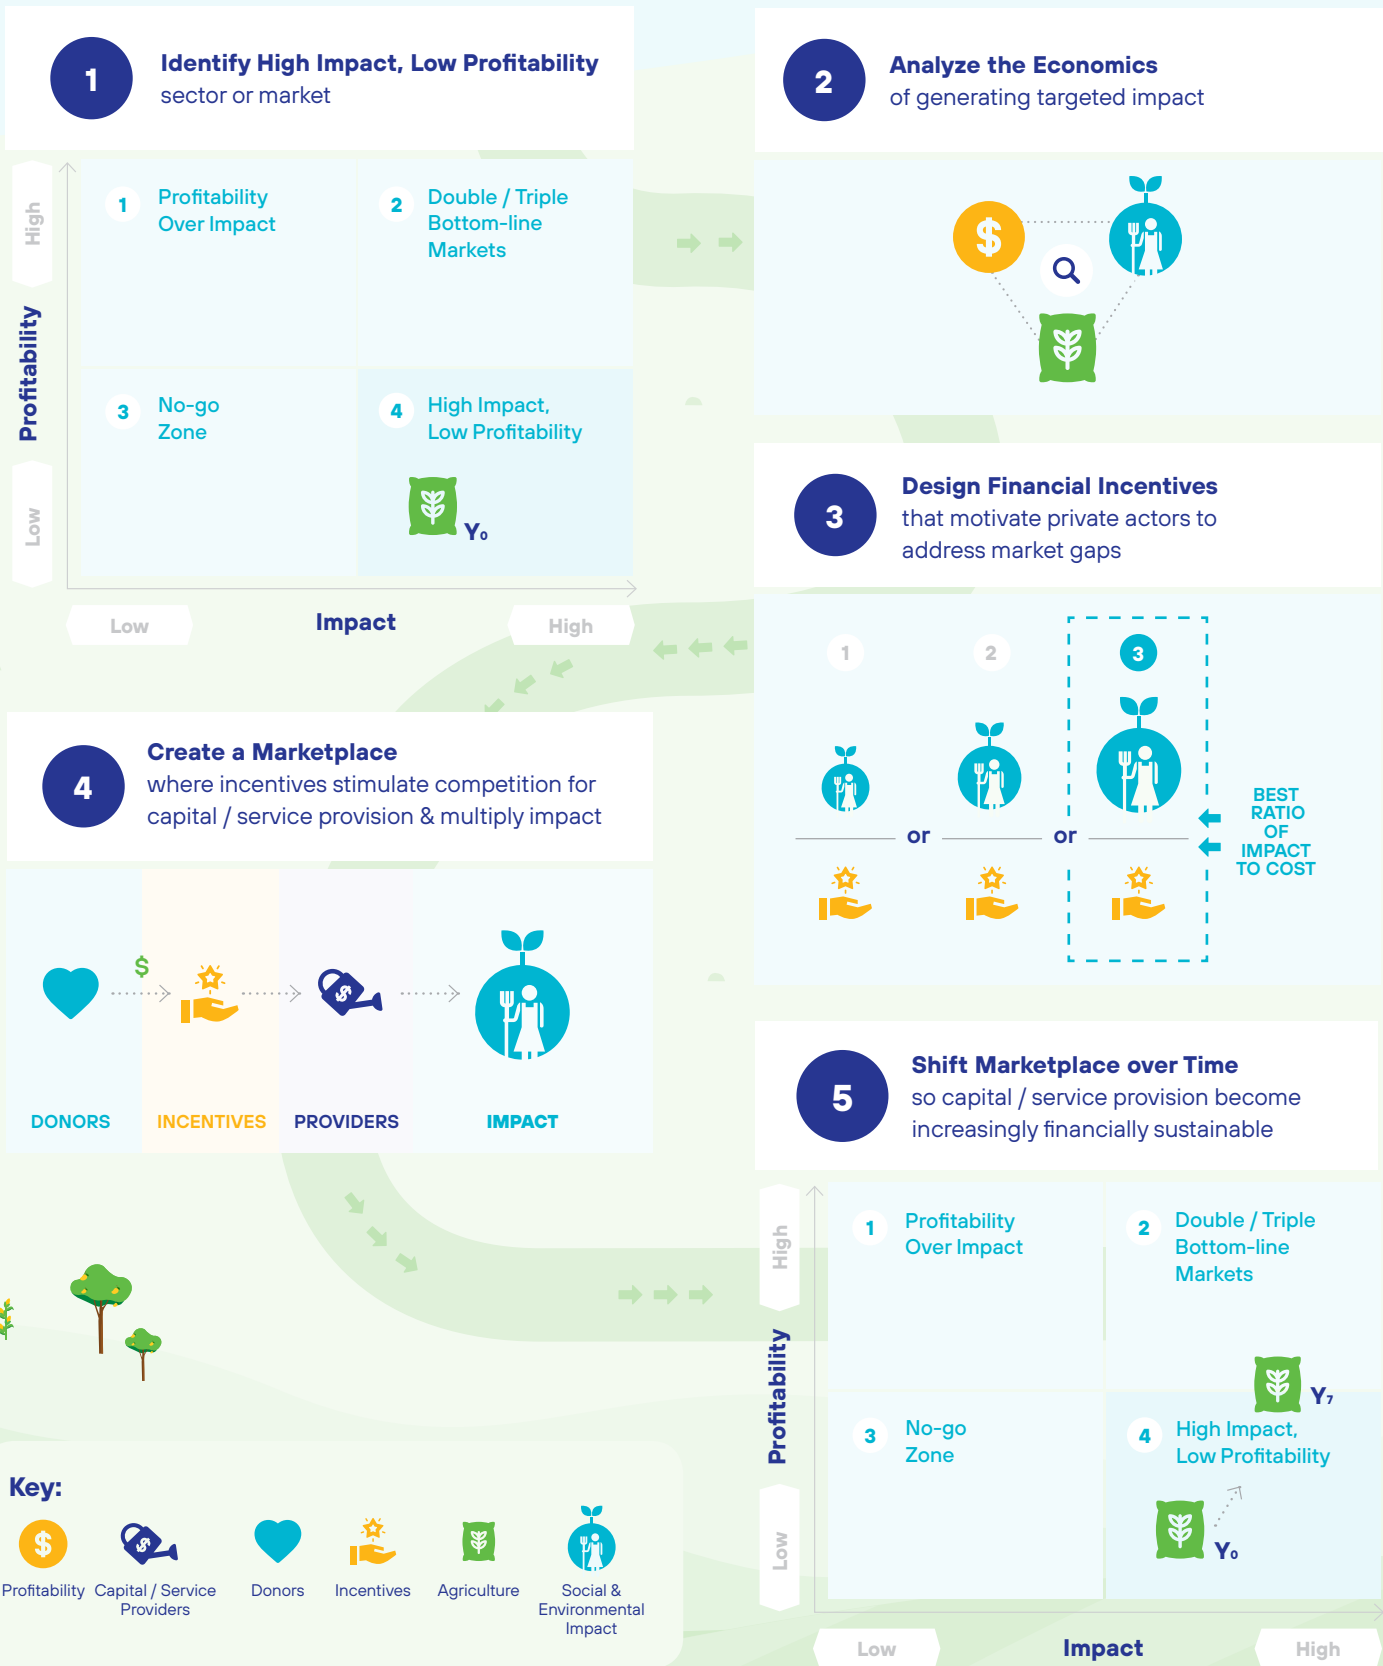 1
Identify High Impact, Low Profitability
sector or market
High
Profitability
Low
1
Profitability
Over Impact
2
Double / Triple
Bottom-line
Markets
3
No-go
Zone
4
High Impact,
Low Profitability
Y₀
Low
Impact
High
2
Analyze the Economics
of generating targeted impact
$
3
Design Financial Incentives
that motivate private actors to
address market gaps
1
2
3
or
or
BEST
RATIO
OF
IMPACT
TO COST
4
Create a Marketplace
where incentives stimulate competition for
capital / service provision & multiply impact
$
$
DONORS
INCENTIVES
PROVIDERS
IMPACT
5
Shift Marketplace over Time
so capital / service provision become
increasingly financially sustainable
High
Profitability
Low
1
Profitability
Over Impact
2
Double / Triple
Bottom-line
Markets
Y₇
3
No-go
Zone
4
High Impact,
Low Profitability
Y₀
Low
Impact
High
Key:
$
$
Profitability
Capital / Service
Providers
Donors
Incentives
Agriculture
Social &
Environmental
Impact